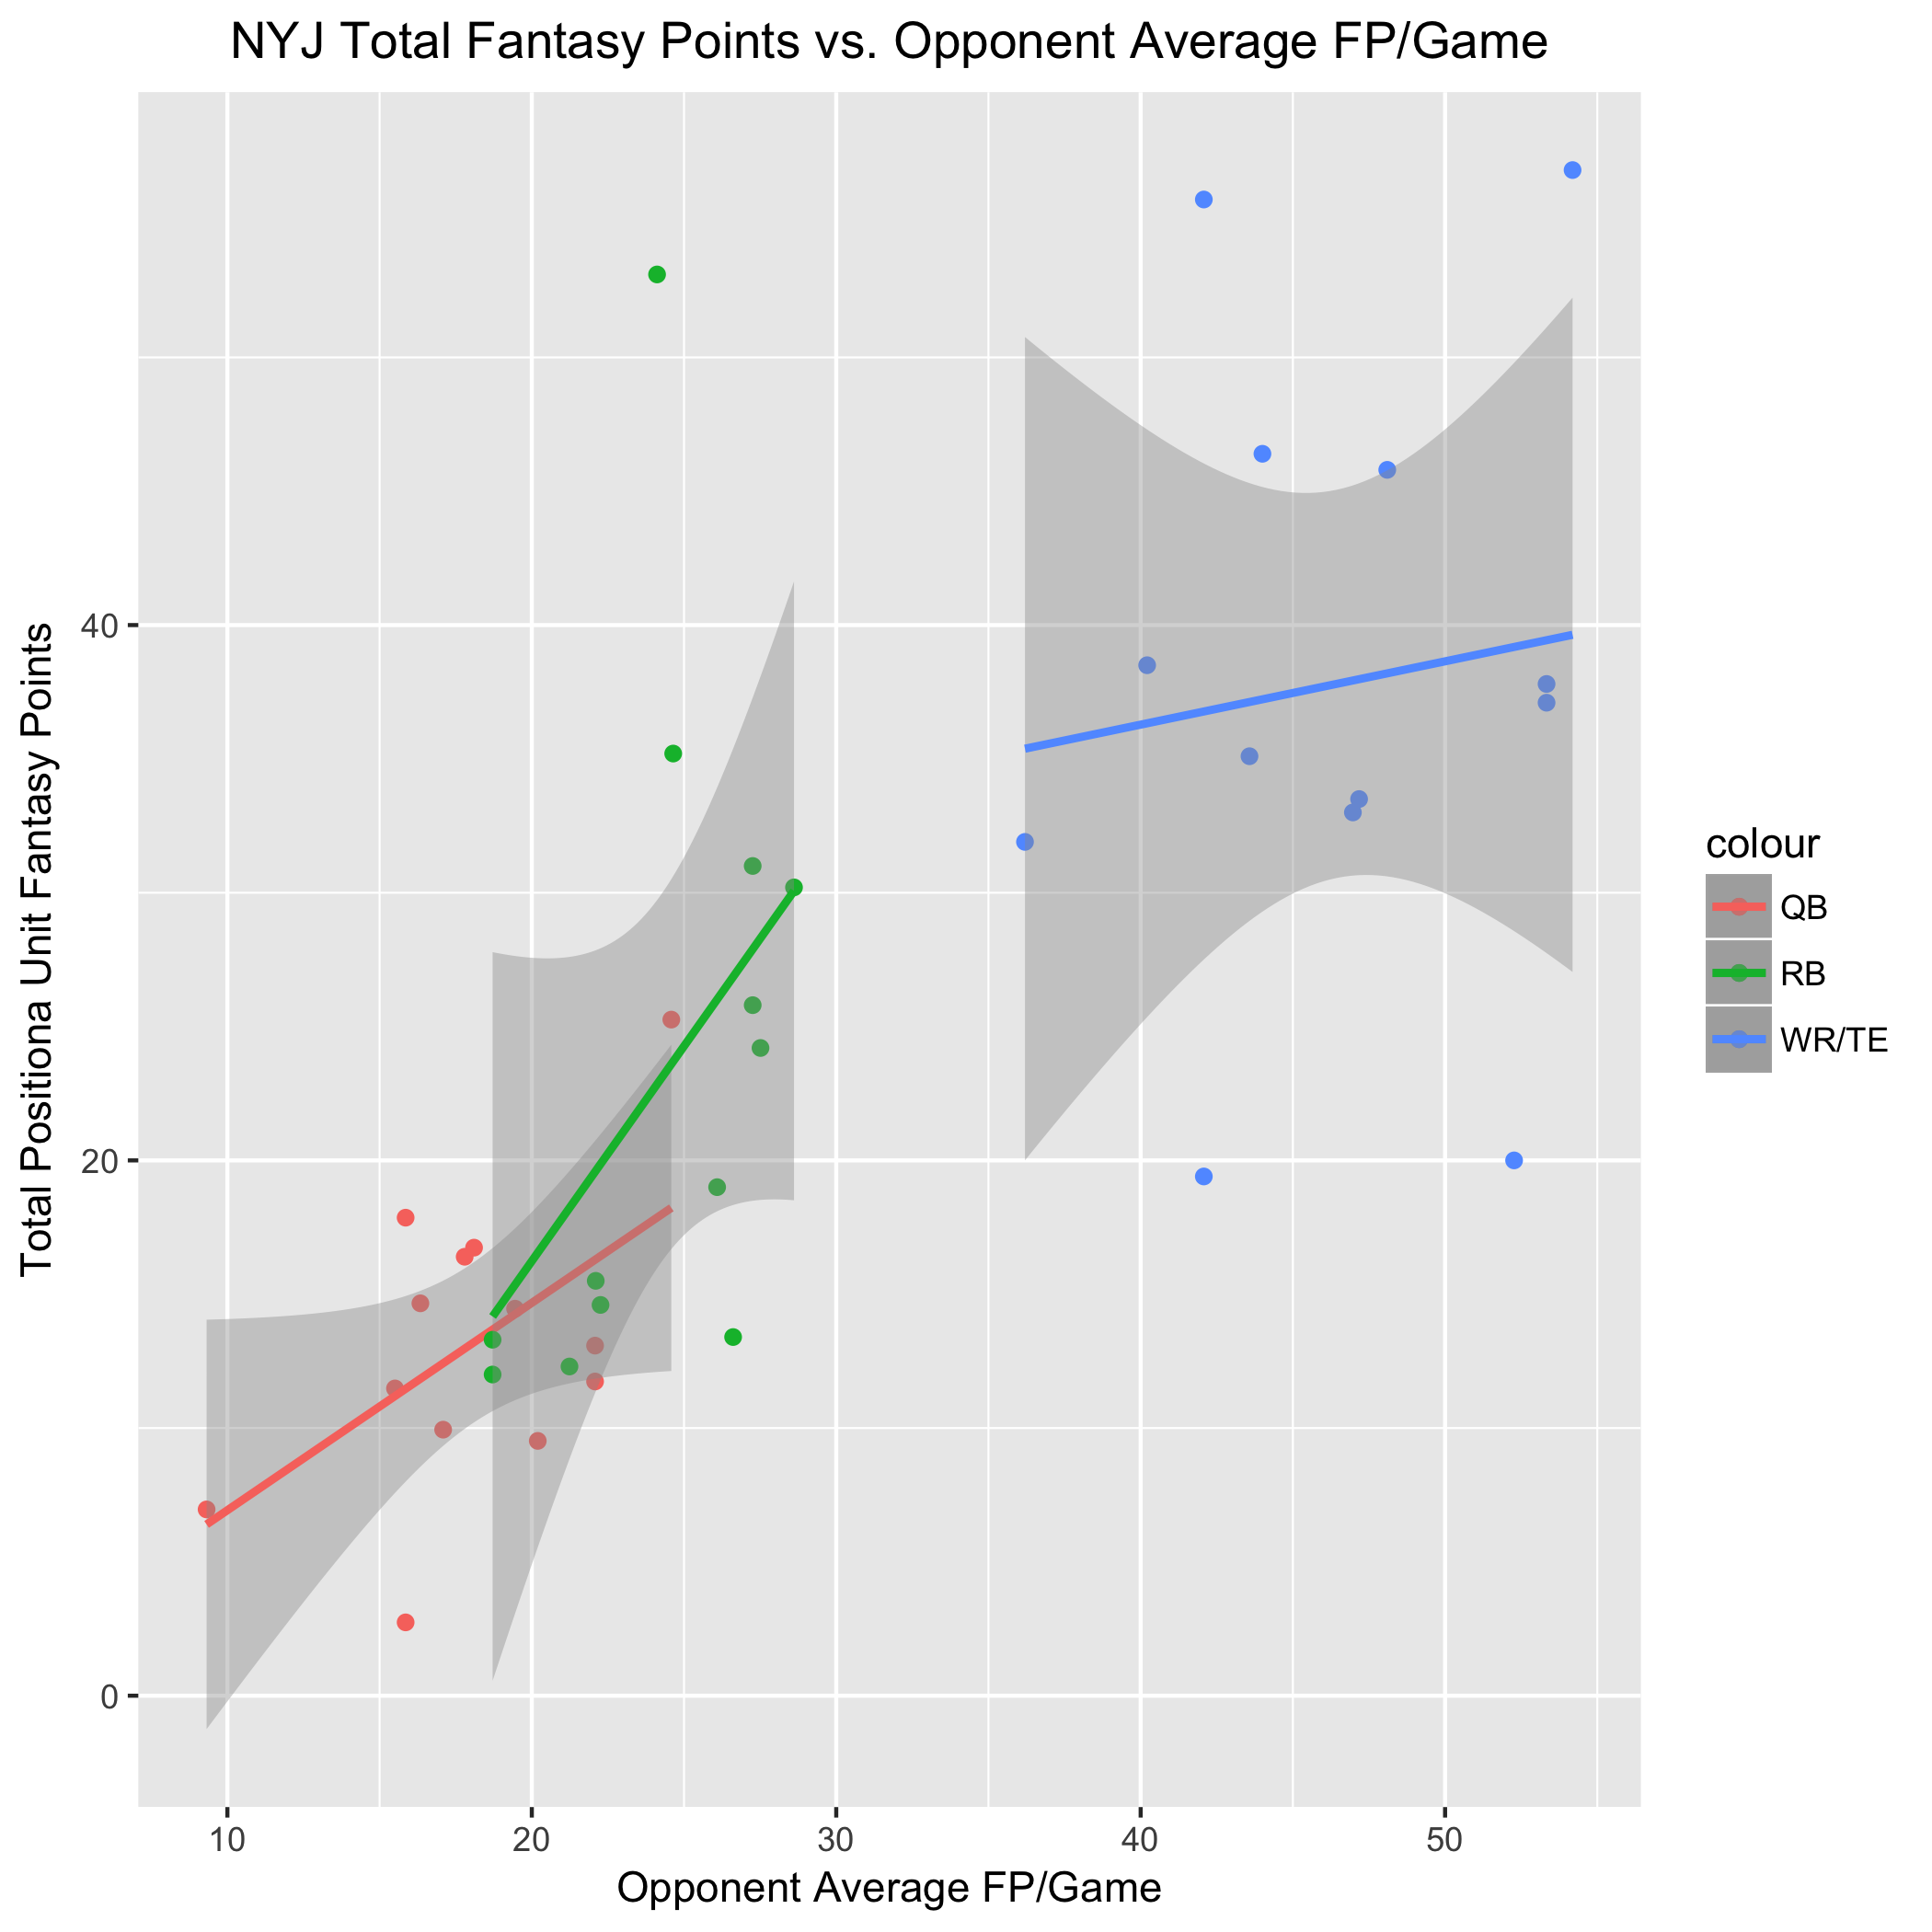 NYJ Total Fantasy Points vs. Opponent Average FP/Game
Total Positiona Unit Fantasy Points
40
20
0
10
20
30
40
50
Opponent Average FP/Game
colour
QB
RB
WR/TE